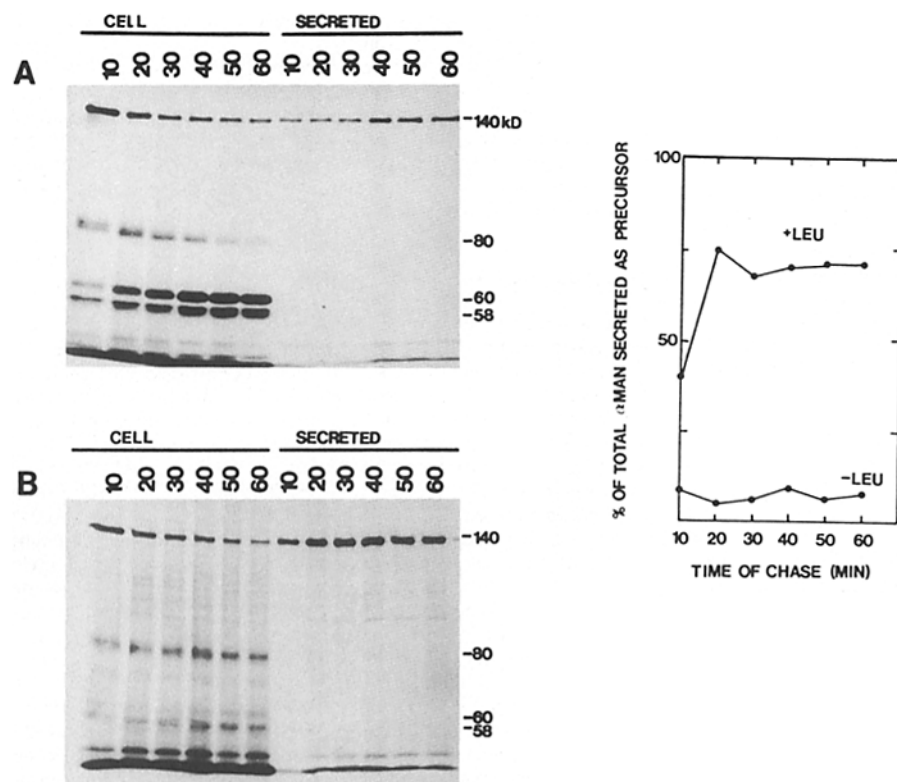 CELL SECRETED
A 10 20 30 40 50 60 10 20 30 40 50 60
-140kD
-80
-60
-58
CELL SECRETED
B 10 20 30 40 50 60 10 20 30 40 50 60
-140
-80
-60
-58
% OF TOTAL αMAN SECRETED AS PRECURSOR
100
50
+LEU
-LEU
10 20 30 40 50 60
TIME OF CHASE (MIN)